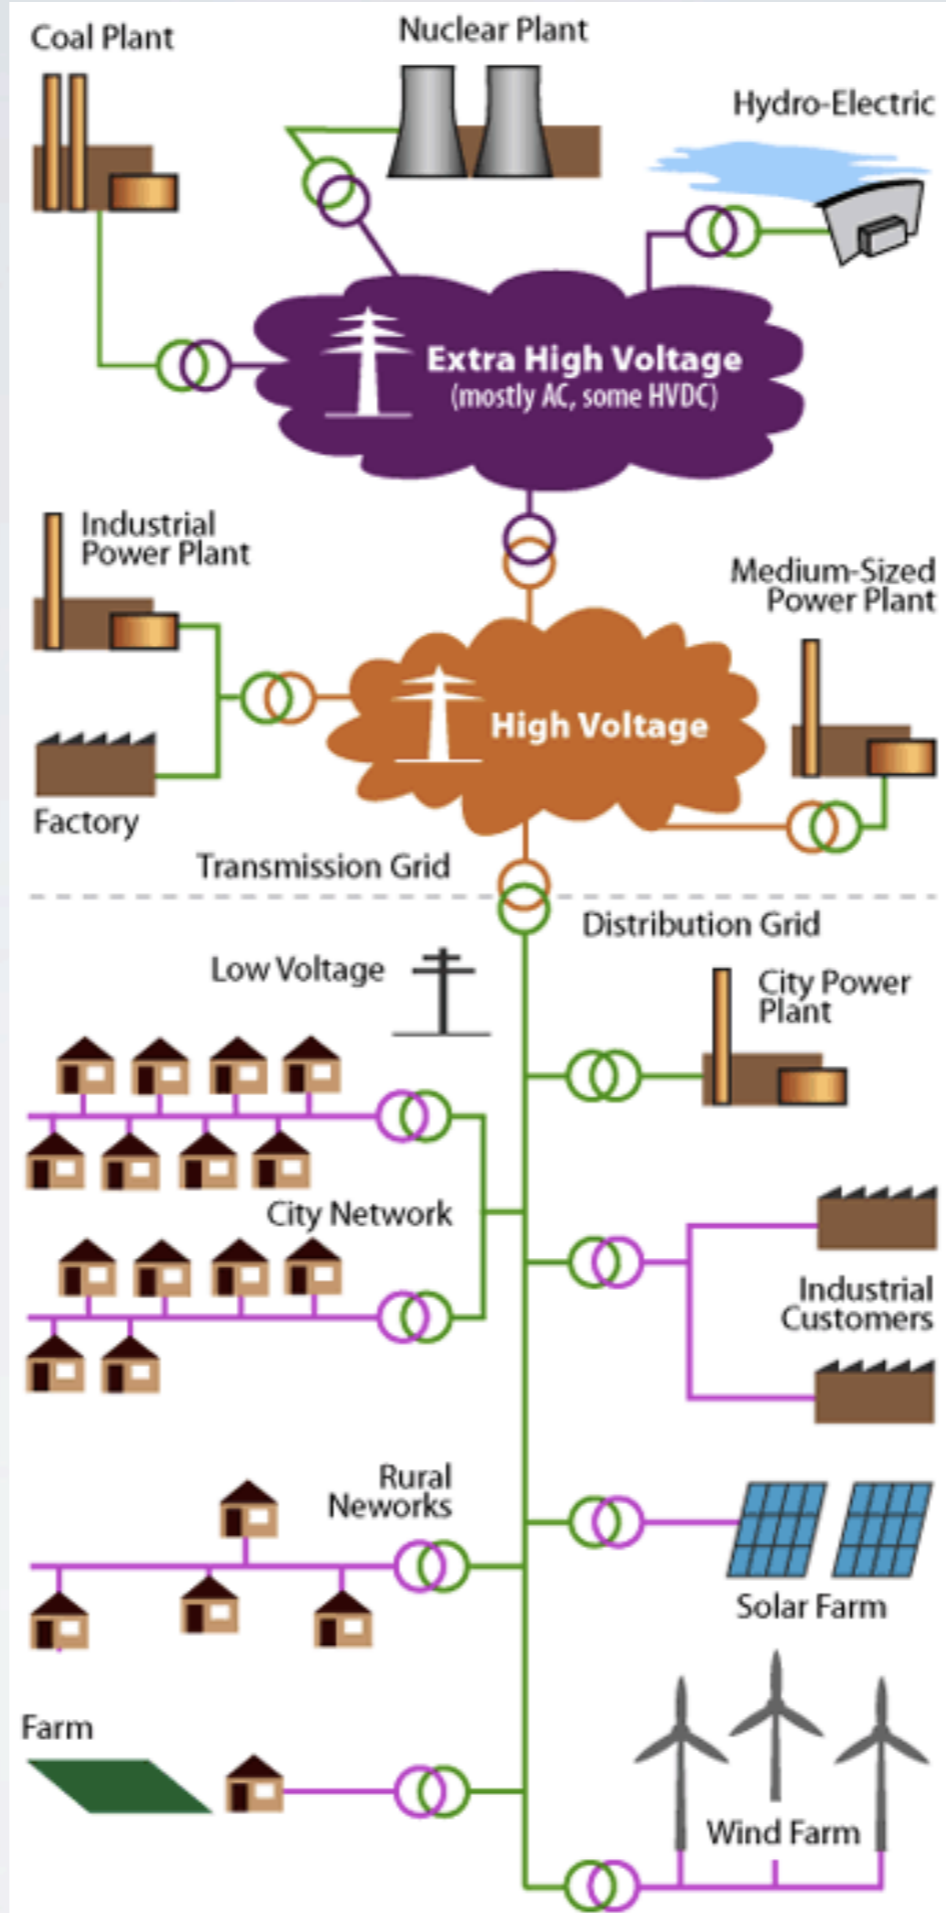 Coal Plant
Nuclear Plant
Hydro-Electric
Extra High Voltage
(mostly AC, some HVDC)
Industrial
Power Plant
Medium-Sized
Power Plant
High Voltage
Factory
Transmission Grid
Distribution Grid
Low Voltage
City Power
Plant
City Network
Industrial
Customers
Rural
Neworks
Solar Farm
Farm
Wind Farm